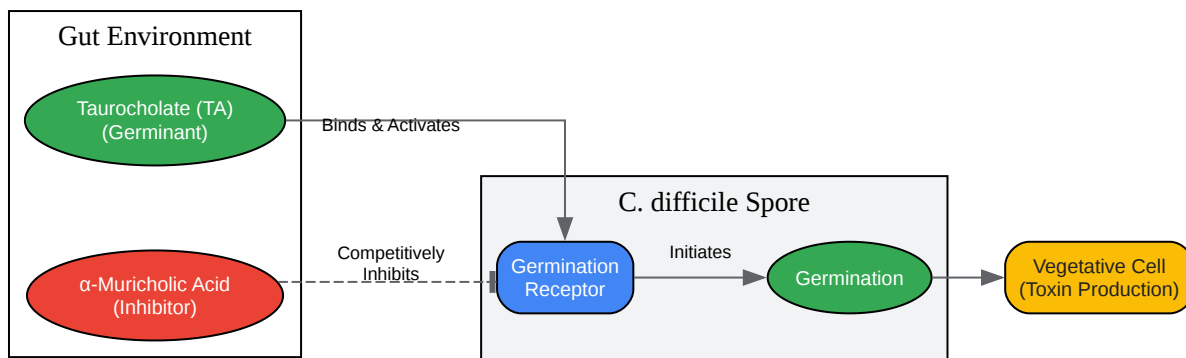 Gut Environment
Taurocholate (TA)
(Germinant)
Binds & Activates
C. difficile Spore
α-Muricholic Acid
(Inhibitor)
Competitively
Inhibits
Germination
Receptor
Initiates
Germination
Vegetative Cell
(Toxin Production)